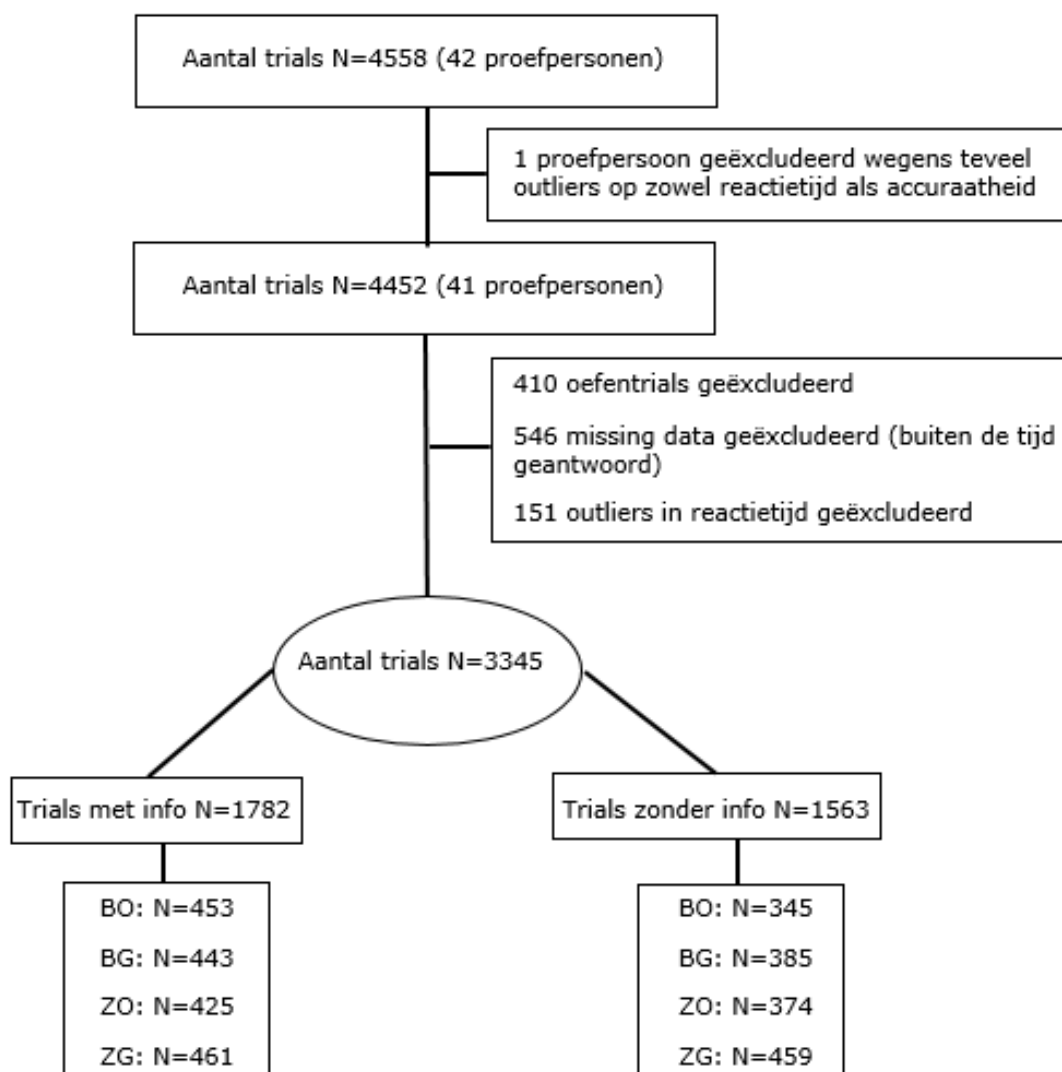 Aantal trials N=4558 (42 proefpersonen)
1 proefpersoon geëxcludeerd wegens teveel
outliers op zowel reactietijd als accuraatheid
Aantal trials N=4452 (41 proefpersonen)
410 oefentrials geëxcludeerd
546 missing data geëxcludeerd (buiten de tijd
geantwoord)
151 outliers in reactietijd geëxcludeerd
Aantal trials N=3345
Trials met info N=1782
Trials zonder info N=1563
BO: N=453
BG: N=443
ZO: N=425
ZG: N=461
BO: N=345
BG: N=385
ZO: N=374
ZG: N=459